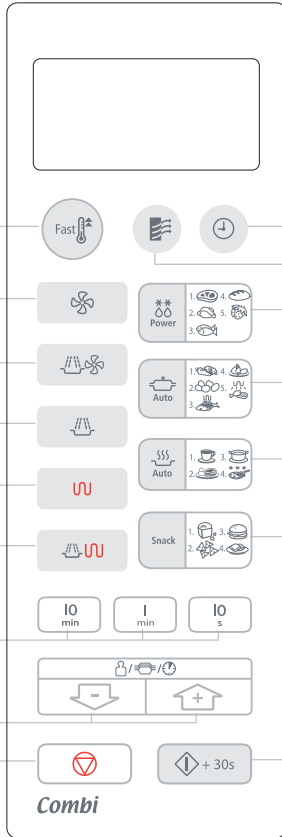 Fast
Power
1. 4.
2. 5.
3.
Auto
1. 4.
2. 5.
3.
Auto
1. 3.
2. 4.
Snack
1. 3.
2. 4.
10 min
1 min
10 s
/ /
- +
+ 30s
Combi